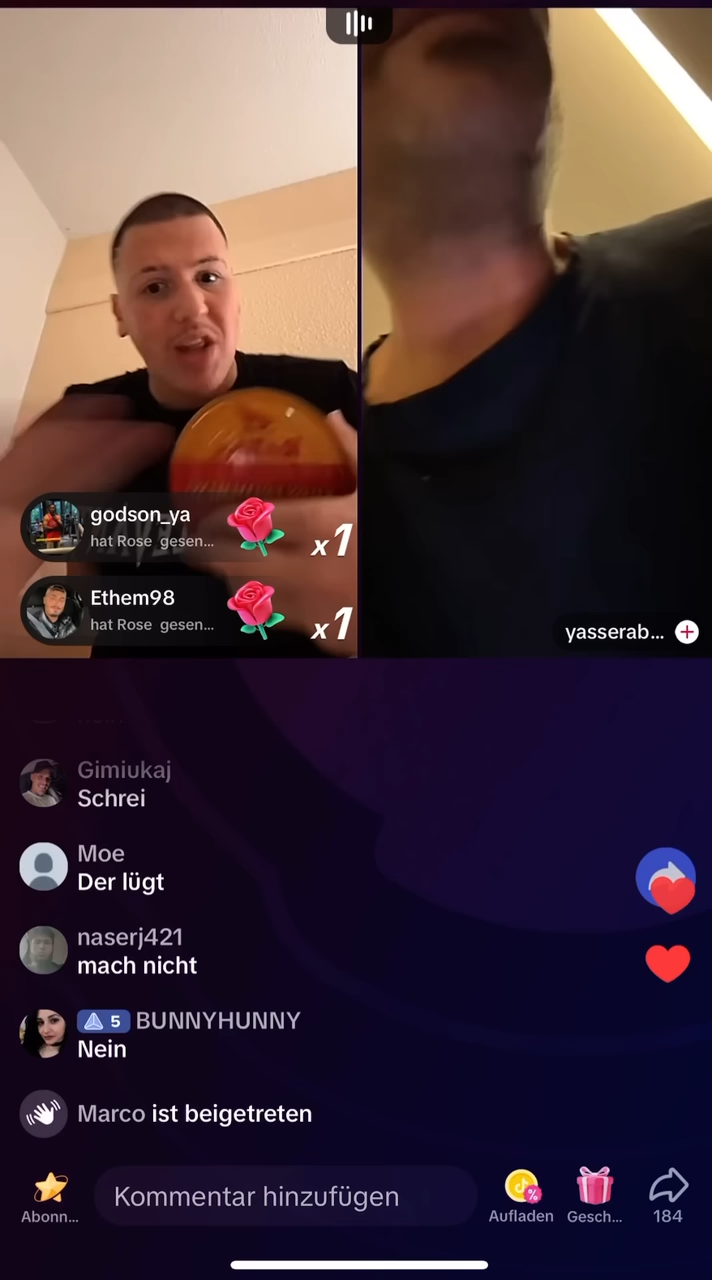 godson_ya
hat Rose gesen...
x1
Ethem98
hat Rose gesen...
x1
yasserab...
Gimiukaj
Schrei
Moe
Der lügt
naserj421
mach nicht
5 BUNNYHUNNY
Nein
Marco ist beigetreten
Abonn...
Kommentar hinzufügen
Aufladen
Gesch...
184